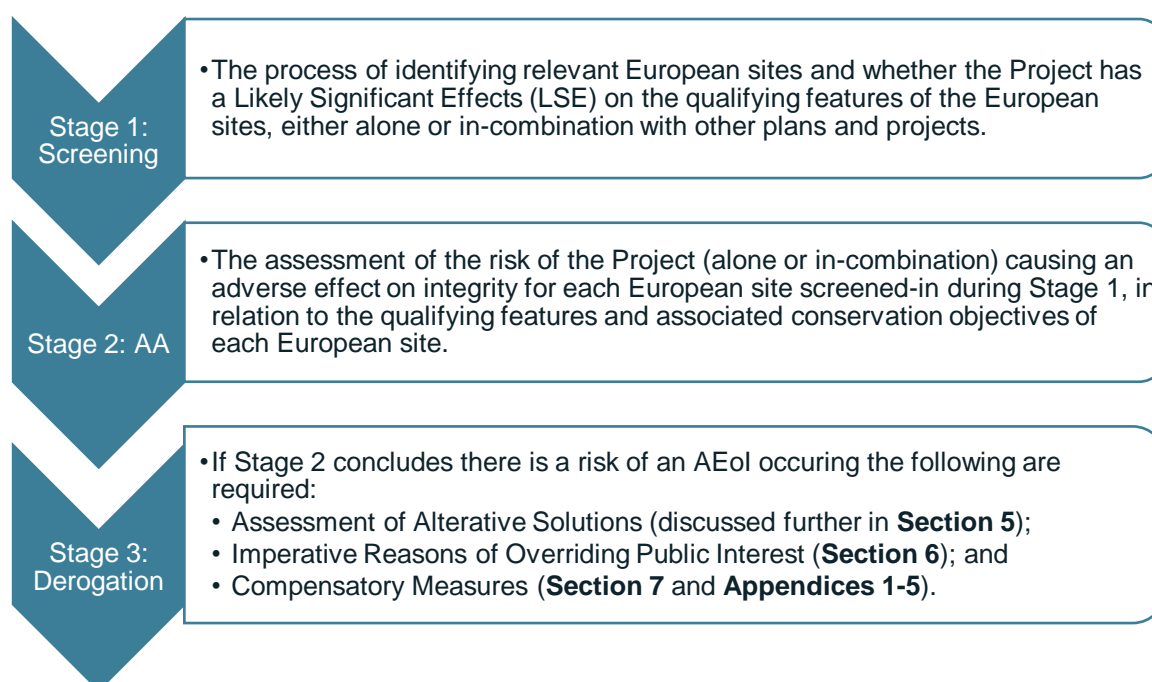 Stage 1:
Screening
•The process of identifying relevant European sites and whether the Project has
a Likely Significant Effects (LSE) on the qualifying features of the European
sites, either alone or in-combination with other plans and projects.
Stage 2: AA
•The assessment of the risk of the Project (alone or in-combination) causing an
adverse effect on integrity for each European site screened-in during Stage 1, in
relation to the qualifying features and associated conservation objectives of
each European site.
Stage 3:
Derogation
•If Stage 2 concludes there is a risk of an AEoI occuring the following are
required:
• Assessment of Alterative Solutions (discussed further in Section 5);
• Imperative Reasons of Overriding Public Interest (Section 6); and
• Compensatory Measures (Section 7 and Appendices 1-5).